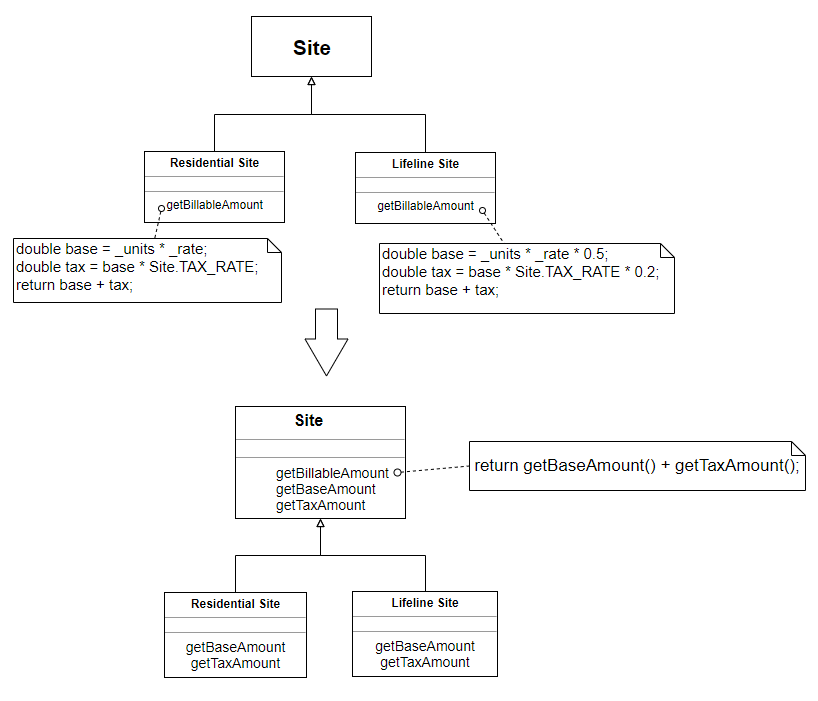 Site
Residential Site
getBillableAmount
Lifeline Site
getBillableAmount
double base = _units * _rate;
double tax = base * Site.TAX_RATE;
return base + tax;
double base = _units * _rate * 0.5;
double tax = base * Site.TAX_RATE * 0.2;
return base + tax;
Site
getBillableAmount
getBaseAmount
getTaxAmount
return getBaseAmount() + getTaxAmount();
Residential Site
getBaseAmount
getTaxAmount
Lifeline Site
getBaseAmount
getTaxAmount